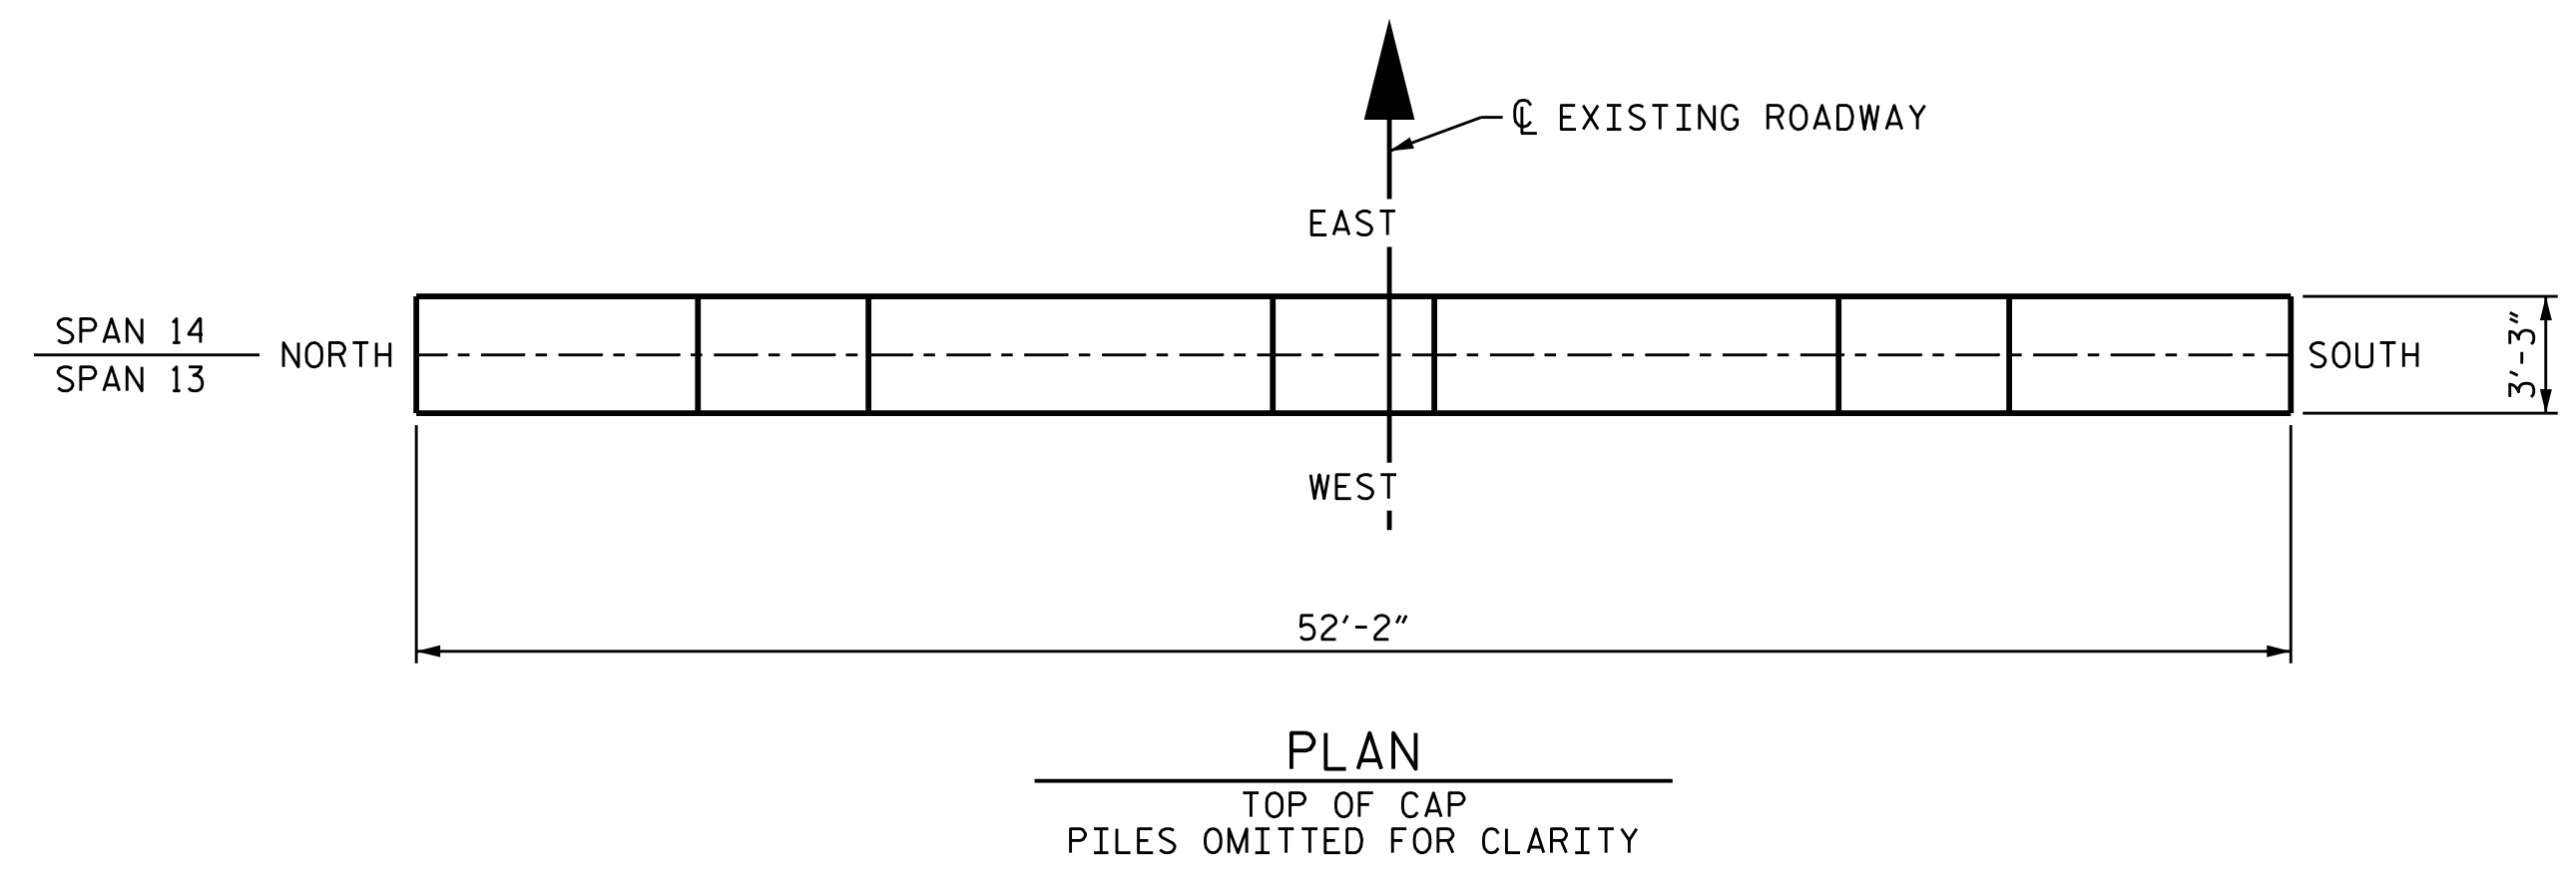 ℄ EXISTING ROADWAY
EAST
SPAN 14
SPAN 13
NORTH
SOUTH
3'-3"
WEST
52'-2"
PLAN
TOP OF CAP
PILES OMITTED FOR CLARITY